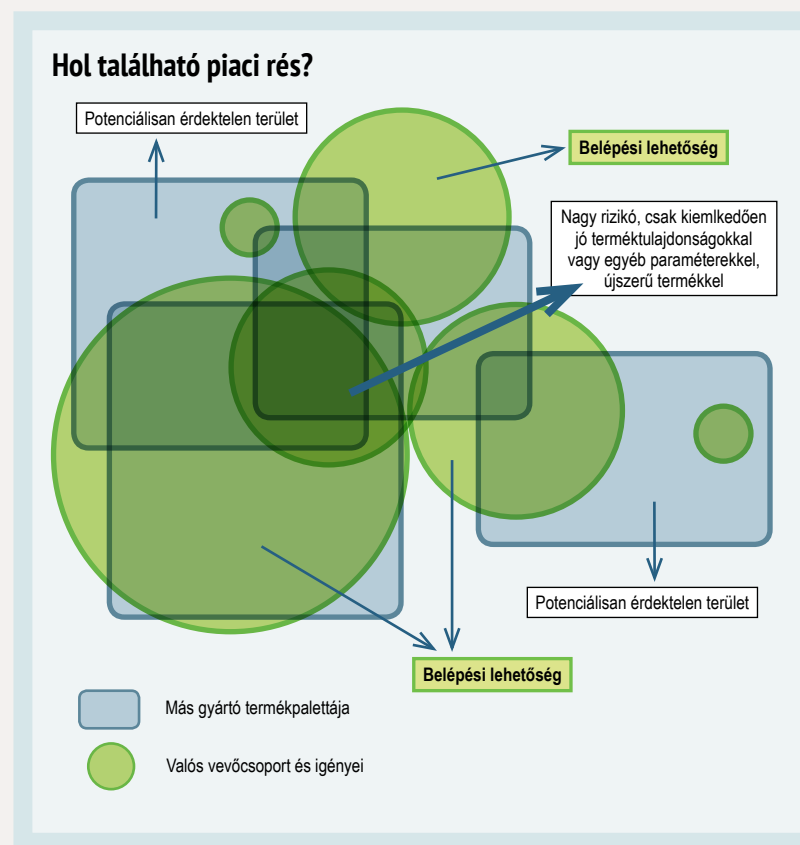 Hol található piaci rés?
Potenciálisan érdektelen terület
Belépési lehetőség
Nagy rizikó, csak kiemlkedően
jó terméktulajdonságokkal
vagy egyéb paraméterekkel,
újszerű termékkel
Potenciálisan érdektelen terület
Belépési lehetőség
Más gyártó termékpalettája
Valós vevőcsoport és igényei